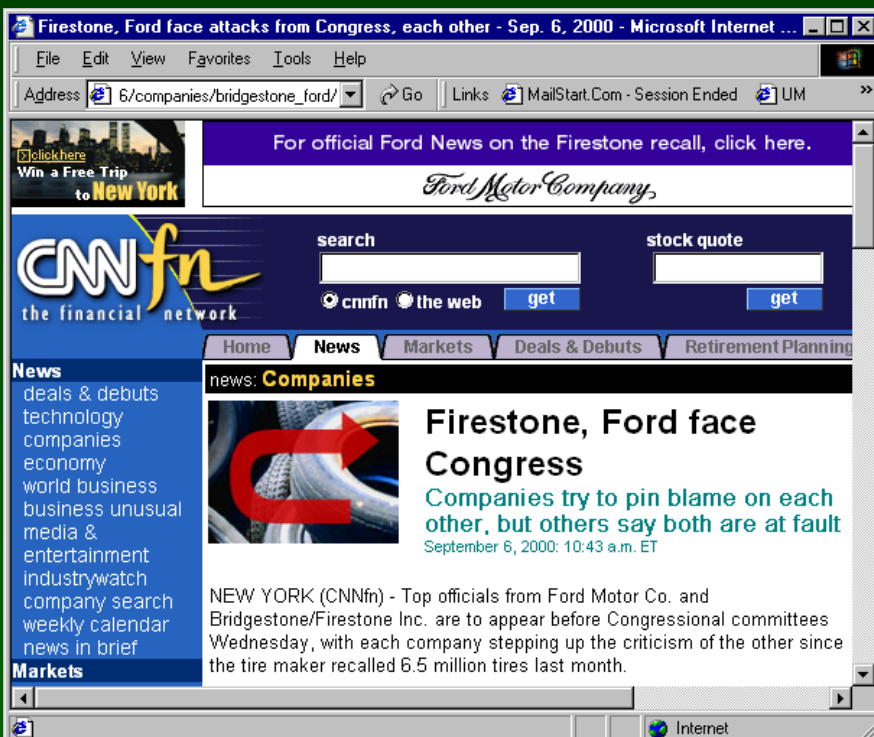 Firestone, Ford face attacks from Congress, each other - Sep. 6, 2000 - Microsoft Internet ...
File Edit View Favorites Tools Help
Address 6/companies/bridgestone_ford/ Go Links MailStart.Com - Session Ended UM »
click here
Win a Free Trip
to New York
For official Ford News on the Firestone recall, click here.
Ford Motor Company,
CNNfn
the financial network
search
stock quote
cnnfn the web get
get
Home News Markets Deals & Debuts Retirement Planning
News
deals & debuts
technology
companies
economy
world business
business unusual
media &
entertainment
industrywatch
company search
weekly calendar
news in brief
Markets
news: Companies
Firestone, Ford face
Congress
Companies try to pin blame on each
other, but others say both are at fault
September 6, 2000: 10:43 a.m. ET
NEW YORK (CNNfn) - Top officials from Ford Motor Co. and
Bridgestone/Firestone Inc. are to appear before Congressional committees
Wednesday, with each company stepping up the criticism of the other since
the tire maker recalled 6.5 million tires last month.
Internet